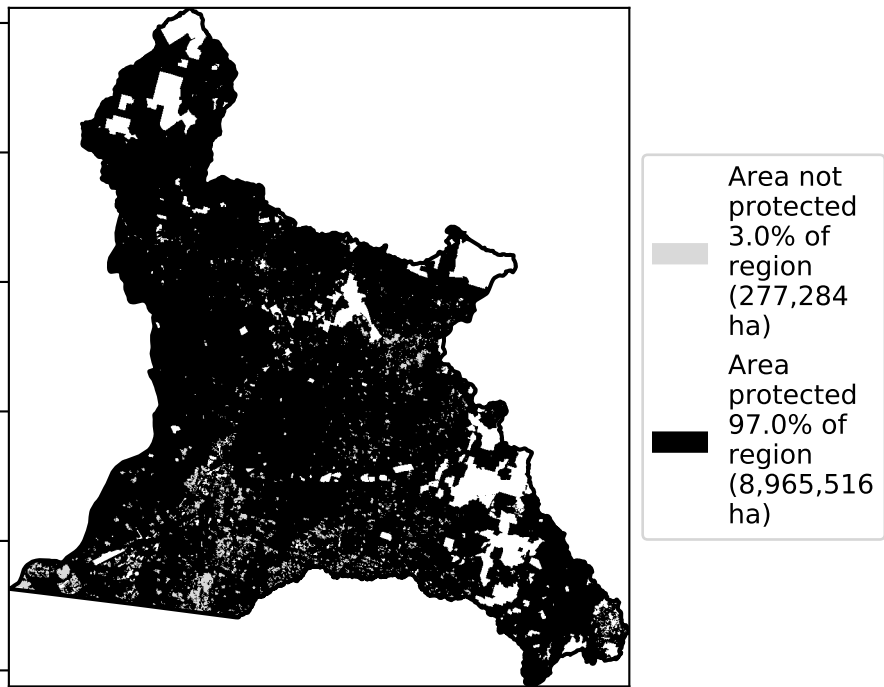 Area not
protected
3.0% of
region
(277,284
ha)
Area
protected
97.0% of
region
(8,965,516
ha)